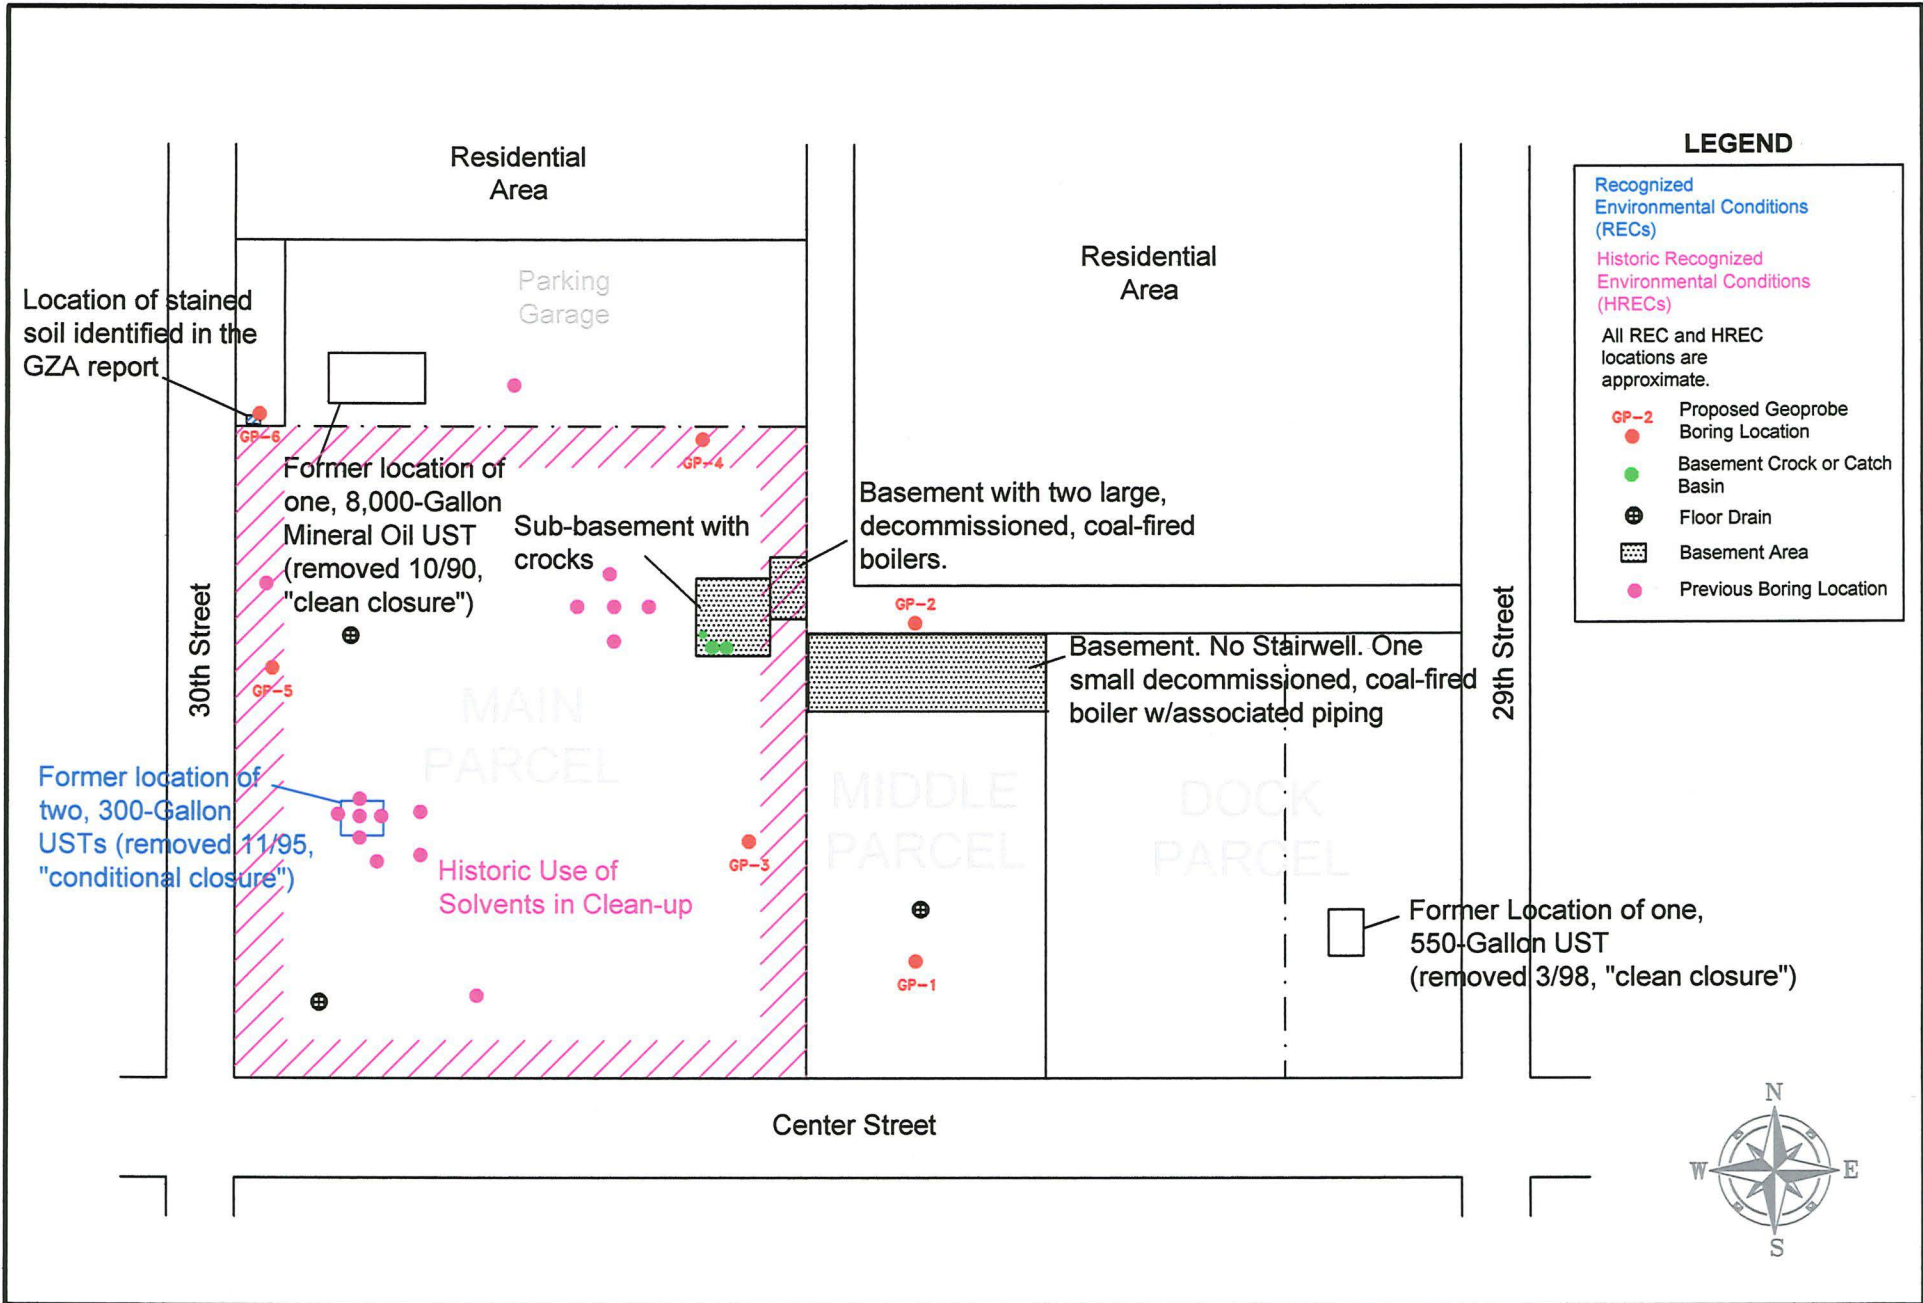 Residential
Area
Residential
Area
Parking
Garage
Location of stained
soil identified in the
GZA report
GP-6
GP-4
Former location of
one, 8,000-Gallon
Mineral Oil UST
(removed 10/90,
"clean closure")
Sub-basement with
crocks
Basement with two large,
decommissioned, coal-fired
boilers.
GP-2
Basement. No Stairwell. One
small decommissioned, coal-fired
boiler w/associated piping
30th Street
29th Street
GP-5
MAIN
PARCEL
MIDDLE
PARCEL
DOCK
PARCEL
Former location of
two, 300-Gallon
USTs (removed 11/95,
"conditional closure")
Historic Use of
Solvents in Clean-up
GP-3
GP-1
Former Location of one,
550-Gallon UST
(removed 3/98, "clean closure")
Center Street
LEGEND
Recognized
Environmental Conditions
(RECs)
Historic Recognized
Environmental Conditions
(HRECs)
All REC and HREC
locations are
approximate.
GP-2
Proposed Geoprobe
Boring Location
Basement Crock or Catch
Basin
Floor Drain
Basement Area
Previous Boring Location
N
W
E
S